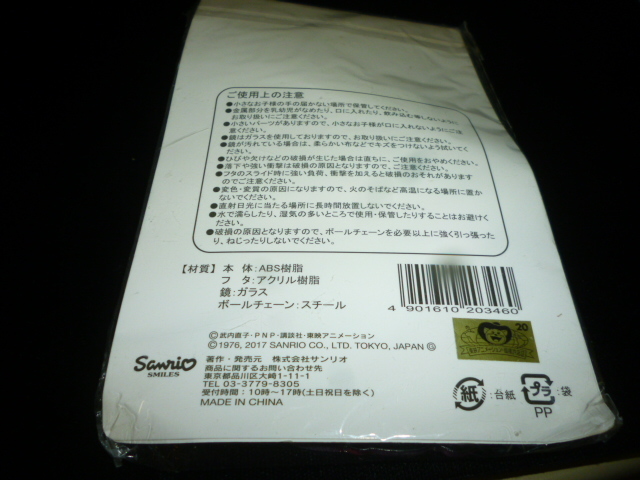 ご使用上の注意
●小さなお子様の手の届かない場所で保管してください。
●金属部分を乳幼児がなめたり、口に入れたり、飲み込む等しないように
お取り扱いにご注意ください。
●小さいパーツがありますので、小さなお子様が口に入れないようにご注
意ください。
●鏡はガラスを使用しておりますので、お取り扱いにご注意ください。
●鏡が汚れている場合は、柔らかい布などでキズをつけないよう拭いてく
ださい。
●ひびや欠けなどの破損が生じた場合は直ちに、ご使用をおやめください。
●落下や強い衝撃は破損の原因となりますので、ご注意ください。
●フタのスライド時に強い負荷、衝撃を加えると破損のおそれがあります
のでご注意ください。
●変色・変質の原因になりますので、火のそばなど高温になる場所に置か
ないでください。
●直射日光に当たる場所に長時間放置しないでください。
●水で濡らしたり、湿気の多いところで使用・保管したりすることはお避けく
ださい。
●破損の原因となりますので、ボールチェーンを必要以上に強く引っ張った
り、ねじったりしないでください。
【材質】本 体:ABS樹脂
フ タ:アクリル樹脂
鏡:ガラス
ボールチェーン:スチール
4 901610 203460
©武内直子・PNP・講談社・東映アニメーション
©1976, 2017 SANRIO CO., LTD. TOKYO, JAPAN Ⓖ
20
Sanrio
SMILES
著作・発売元 株式会社サンリオ
商品に関するお問い合わせ先
東京都品川区大崎1-11-1
TEL 03-3779-8305
受付時間:10時~17時(土日祝日を除く)
MADE IN CHINA
紙:台紙
プラ:袋
PP